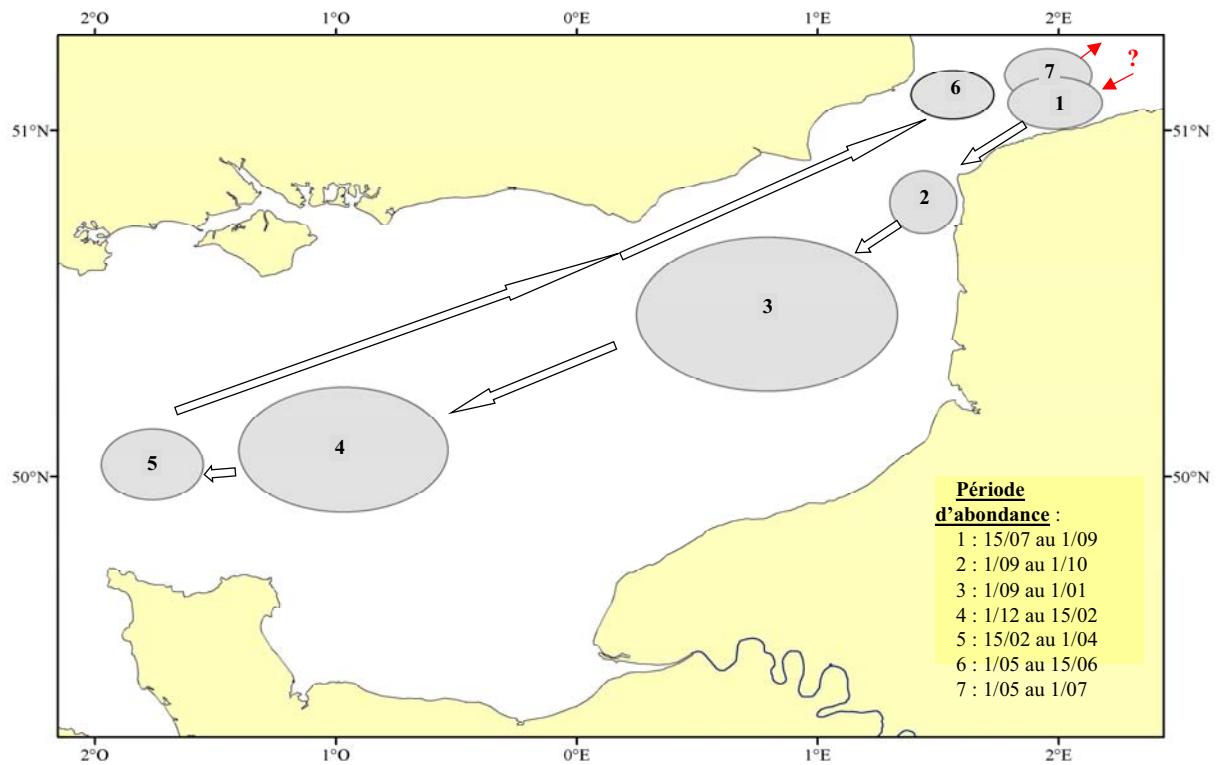 2°O 1°O 0°E 1°E 2°E
7
?
6
1
51°N 51°N
2
3
4
5
50°N 50°N
Période
d’abondance :
1 : 15/07 au 1/09
2 : 1/09 au 1/10
3 : 1/09 au 1/01
4 : 1/12 au 15/02
5 : 15/02 au 1/04
6 : 1/05 au 15/06
7 : 1/05 au 1/07
2°O 1°O 0°E 1°E 2°E